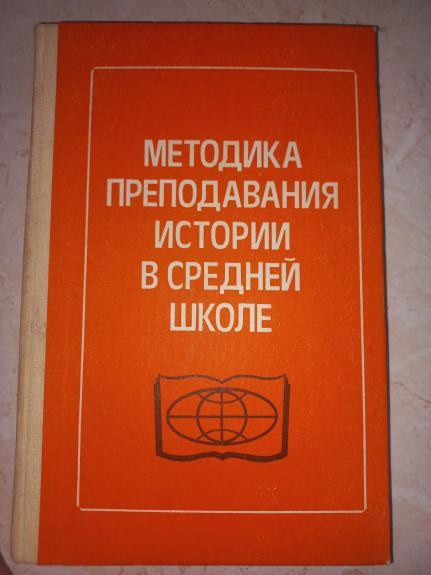 МЕТОДИКА
ПРЕПОДАВАНИЯ
ИСТОРИИ
В СРЕДНЕЙ
ШКОЛЕ